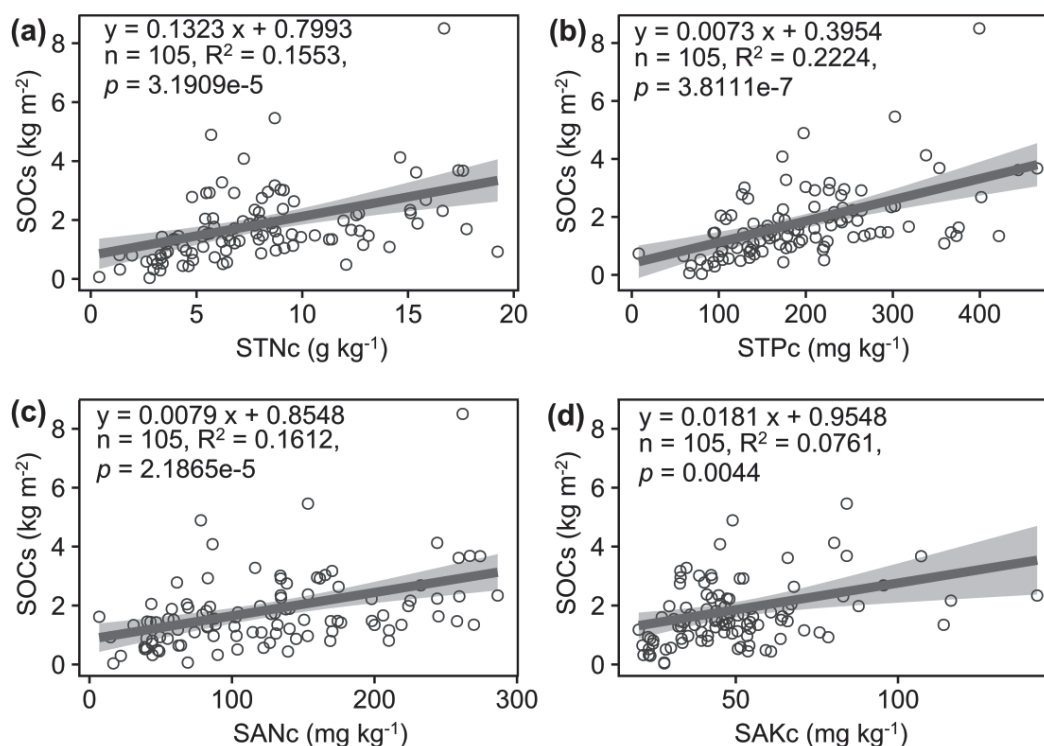 (a)
y = 0.1323 x + 0.7993
n = 105, R² = 0.1553,
p = 3.1909e-5
SOCs (kg m⁻²)
8
6
4
2
0
0
5
10
15
20
STNc (g kg⁻¹)
(b)
y = 0.0073 x + 0.3954
n = 105, R² = 0.2224,
p = 3.8111e-7
SOCs (kg m⁻²)
8
6
4
2
0
0
100
200
300
400
STPc (mg kg⁻¹)
(c)
y = 0.0079 x + 0.8548
n = 105, R² = 0.1612,
p = 2.1865e-5
SOCs (kg m⁻²)
8
6
4
2
0
0
100
200
300
SANc (mg kg⁻¹)
(d)
y = 0.0181 x + 0.9548
n = 105, R² = 0.0761,
p = 0.0044
SOCs (kg m⁻²)
8
6
4
2
0
50
100
SAKc (mg kg⁻¹)